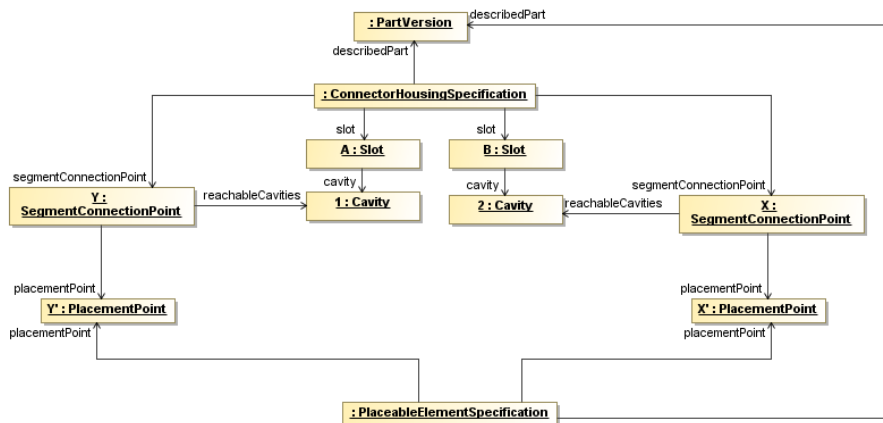 describedPart
: PartVersion
describedPart
: ConnectorHousingSpecification
slot
slot
A : Slot
B : Slot
segmentConnectionPoint
cavity
cavity
segmentConnectionPoint
Y :
SegmentConnectionPoint
reachableCavities
1 : Cavity
2 : Cavity
reachableCavities
X :
SegmentConnectionPoint
placementPoint
placementPoint
Y' : PlacementPoint
X' : PlacementPoint
placementPoint
placementPoint
: PlaceableElementSpecification